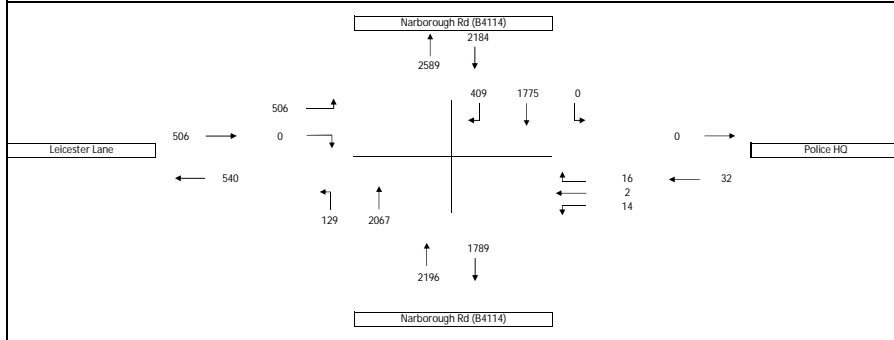 Narborough Rd (B4114)
2184
2589
409 1775 0
506
506 0 0
Leicester Lane Police HQ
540 16 32
2
14
129 2067
1789
2196
Narborough Rd (B4114)